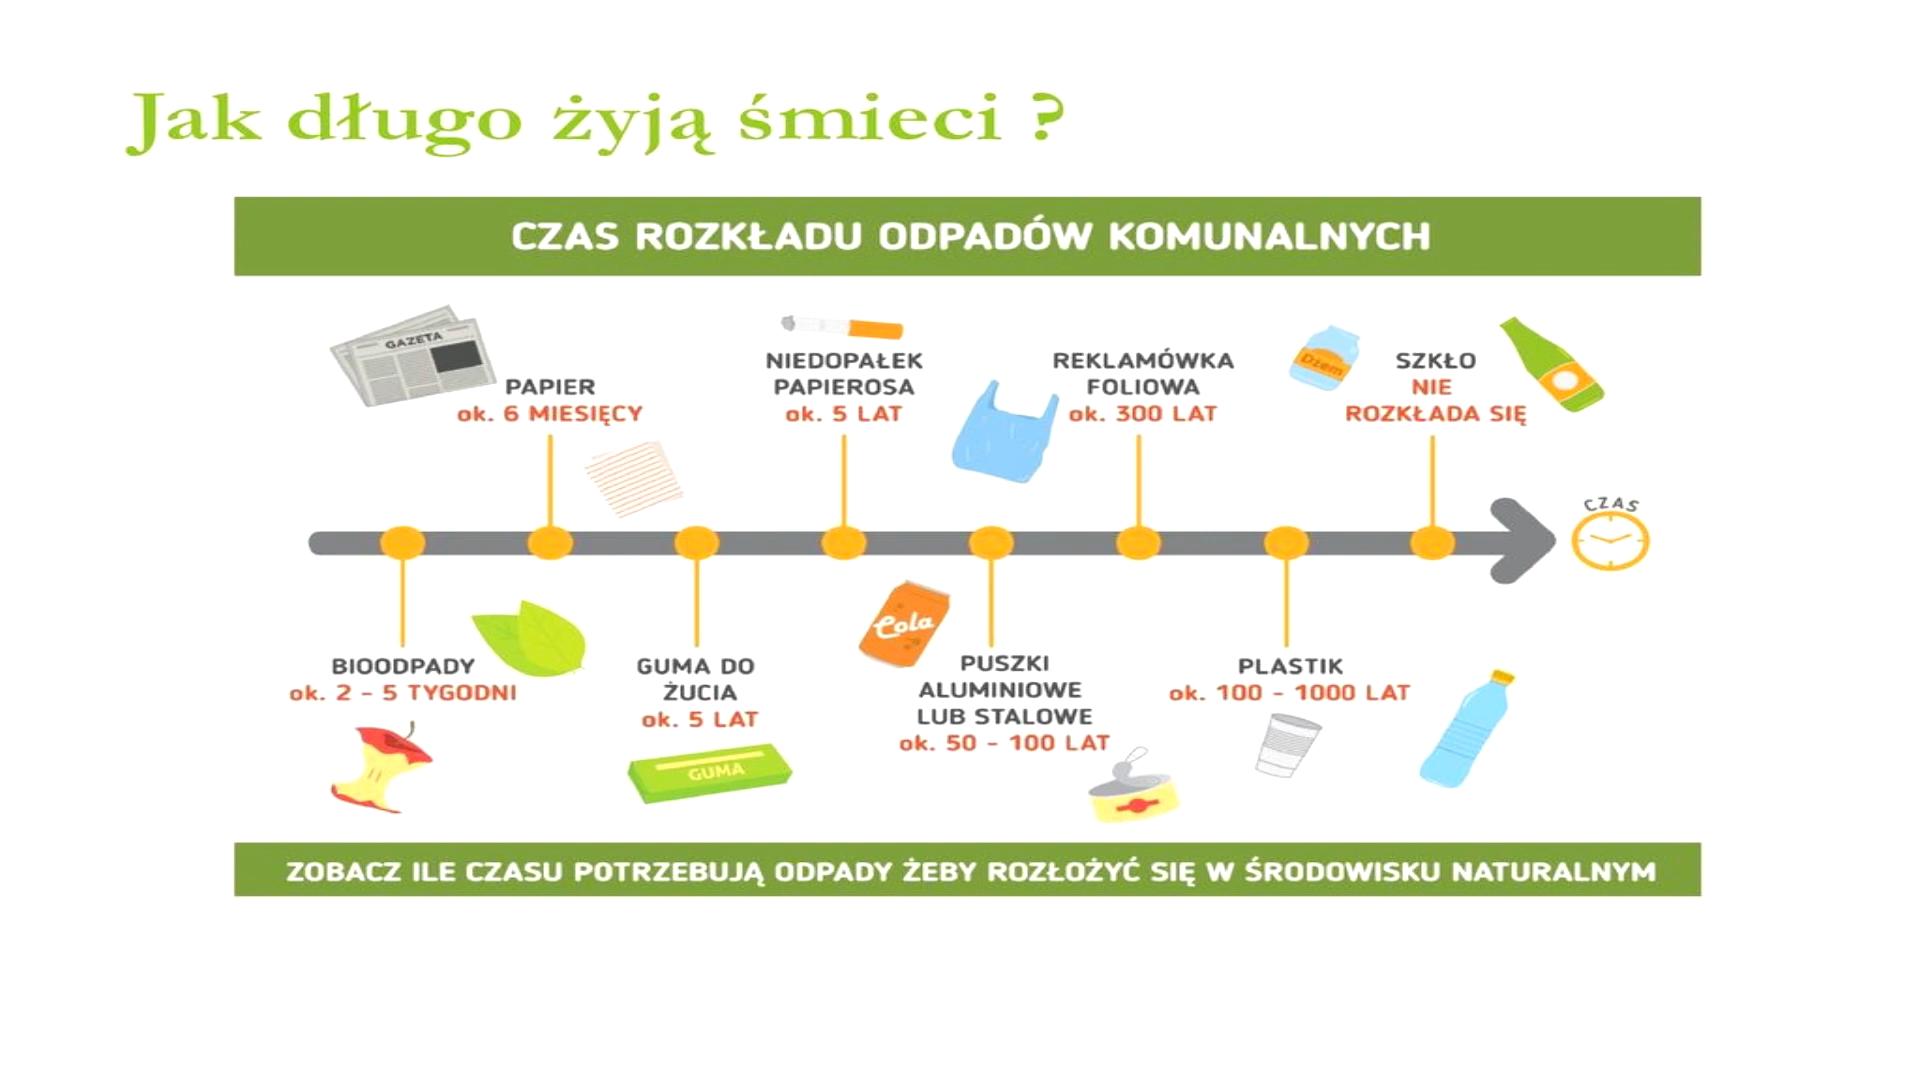 Jak długo żyją śmieci ?
CZAS ROZKŁADU ODPADÓW KOMUNALNYCH
GAZETA
PAPIER
ok. 6 MIESIĘCY
NIEDOPAŁEK
PAPIEROSA
ok. 5 LAT
REKLAMÓWKA
FOLIOWA
ok. 300 LAT
Dżem
SZKŁO
NIE
ROZKŁADA SIĘ
CZAS
BIOODPADY
ok. 2 - 5 TYGODNI
GUMA DO
ŻUCIA
ok. 5 LAT
GUMA
Cola
PUSZKI
ALUMINIOWE
LUB STALOWE
ok. 50 - 100 LAT
PLASTIK
ok. 100 - 1000 LAT
ZOBACZ ILE CZASU POTRZEBUJĄ ODPADY ŻEBY ROZŁOŻYĆ SIĘ W ŚRODOWISKU NATURALNYM